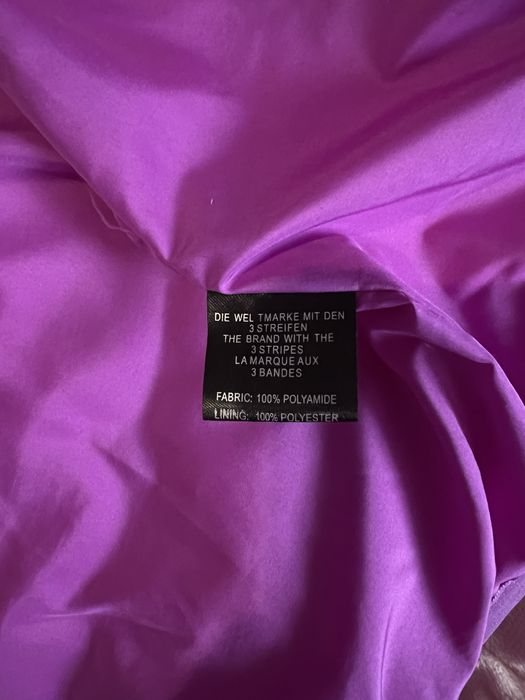 DIE WEL TMARKE MIT DEN
3 STREIFEN
THE BRAND WITH THE
3 STRIPES
LA MARQUE AUX
3 BANDES
FABRIC: 100% POLYAMIDE
LINING: 100% POLYESTER